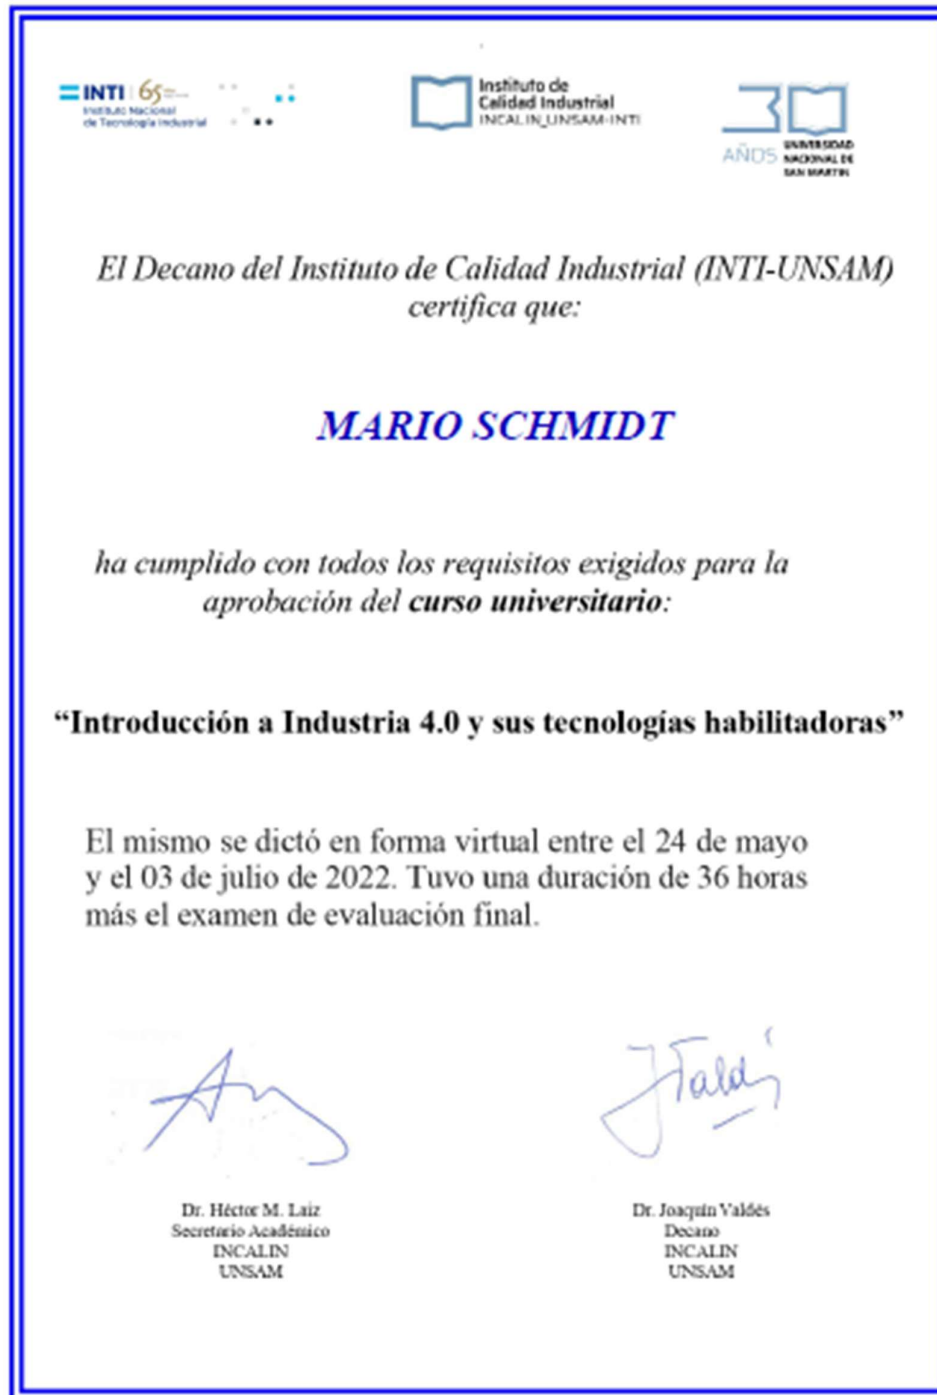 INTI 65
Instituto Nacional
de Tecnología Industrial
Instituto de
Calidad Industrial
INCALIN_UNSAM-INTI
30
AÑOS
UNIVERSIDAD
NACIONAL DE
SAN MARTÍN
El Decano del Instituto de Calidad Industrial (INTI-UNSAM)
certifica que:
MARIO SCHMIDT
ha cumplido con todos los requisitos exigidos para la
aprobación del curso universitario:
“Introducción a Industria 4.0 y sus tecnologías habilitadoras”
El mismo se dictó en forma virtual entre el 24 de mayo
y el 03 de julio de 2022. Tuvo una duración de 36 horas
más el examen de evaluación final.
Dr. Héctor M. Laiz
Secretario Académico
INCALIN
UNSAM
Dr. Joaquín Valdés
Decano
INCALIN
UNSAM